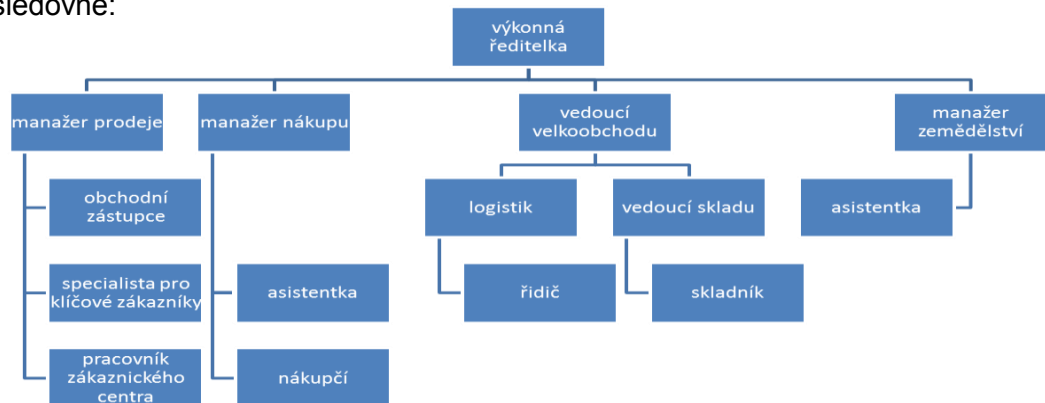 sledovně:
výkonná
ředitelka
manažer prodeje
manažer nákupu
vedoucí
velkoobchodu
manažer
zemědělství
obchodní
zástupce
logistik
vedoucí skladu
asistentka
specialista pro
klíčové zákazníky
asistentka
řidič
skladník
pracovník
zákaznického
centra
nákupčí